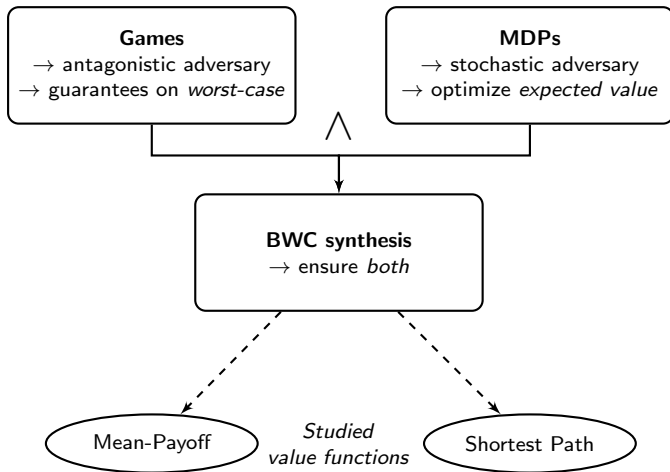 Games
→ antagonistic adversary
→ guarantees on worst-case
MDPs
→ stochastic adversary
→ optimize expected value
∧
BWC synthesis
→ ensure both
Mean-Payoff
Studied
value functions
Shortest Path